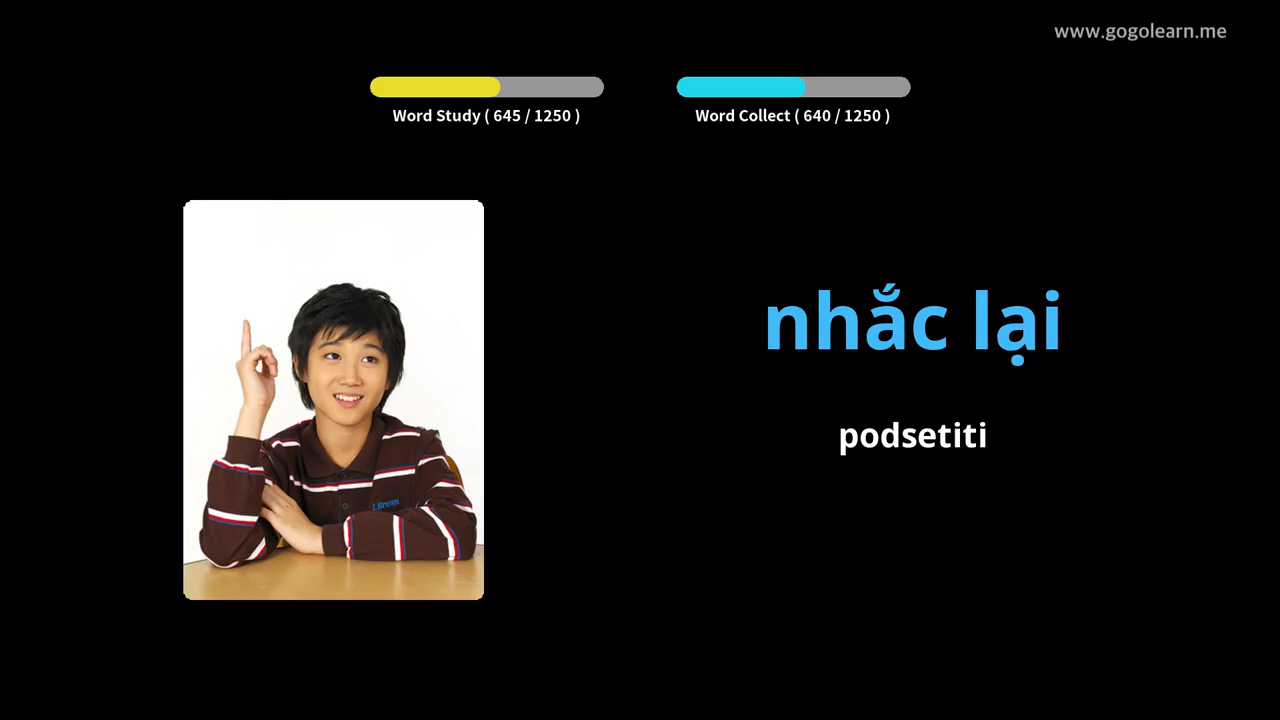 www.gogolearn.me
Word Study ( 645 / 1250 )
Word Collect ( 640 / 1250 )
nhắc lại
podsetiti